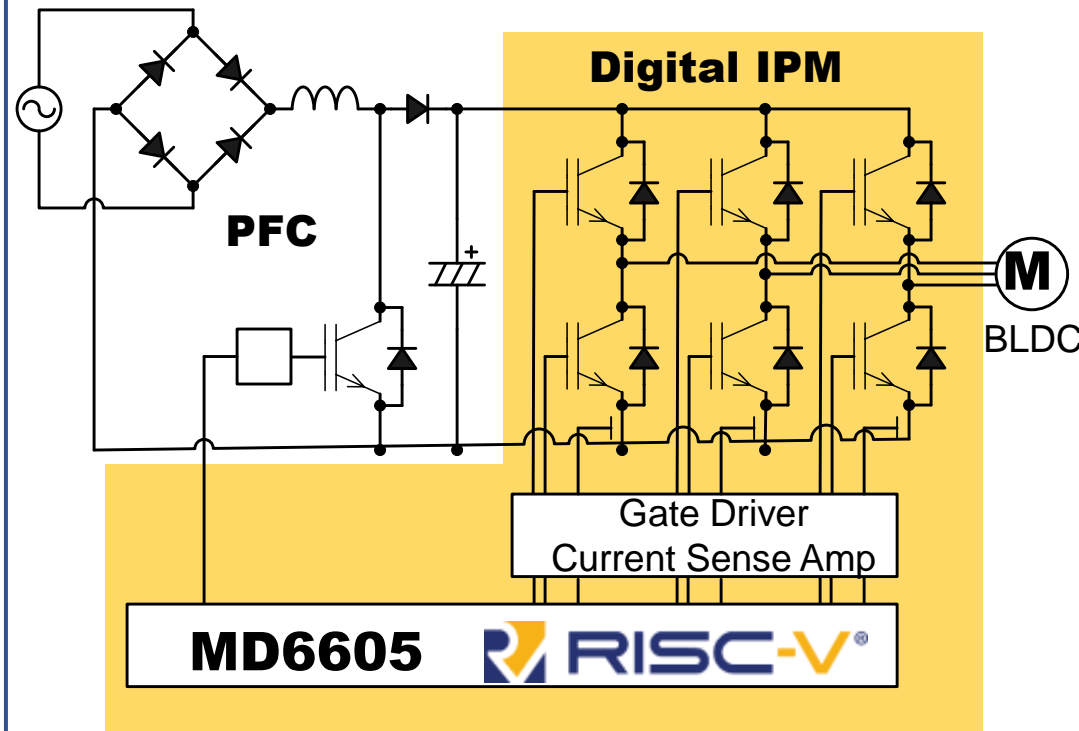 Digital IPM
PFC
+
M
BLDC
Gate Driver
Current Sense Amp
MD6605
RISC-V®